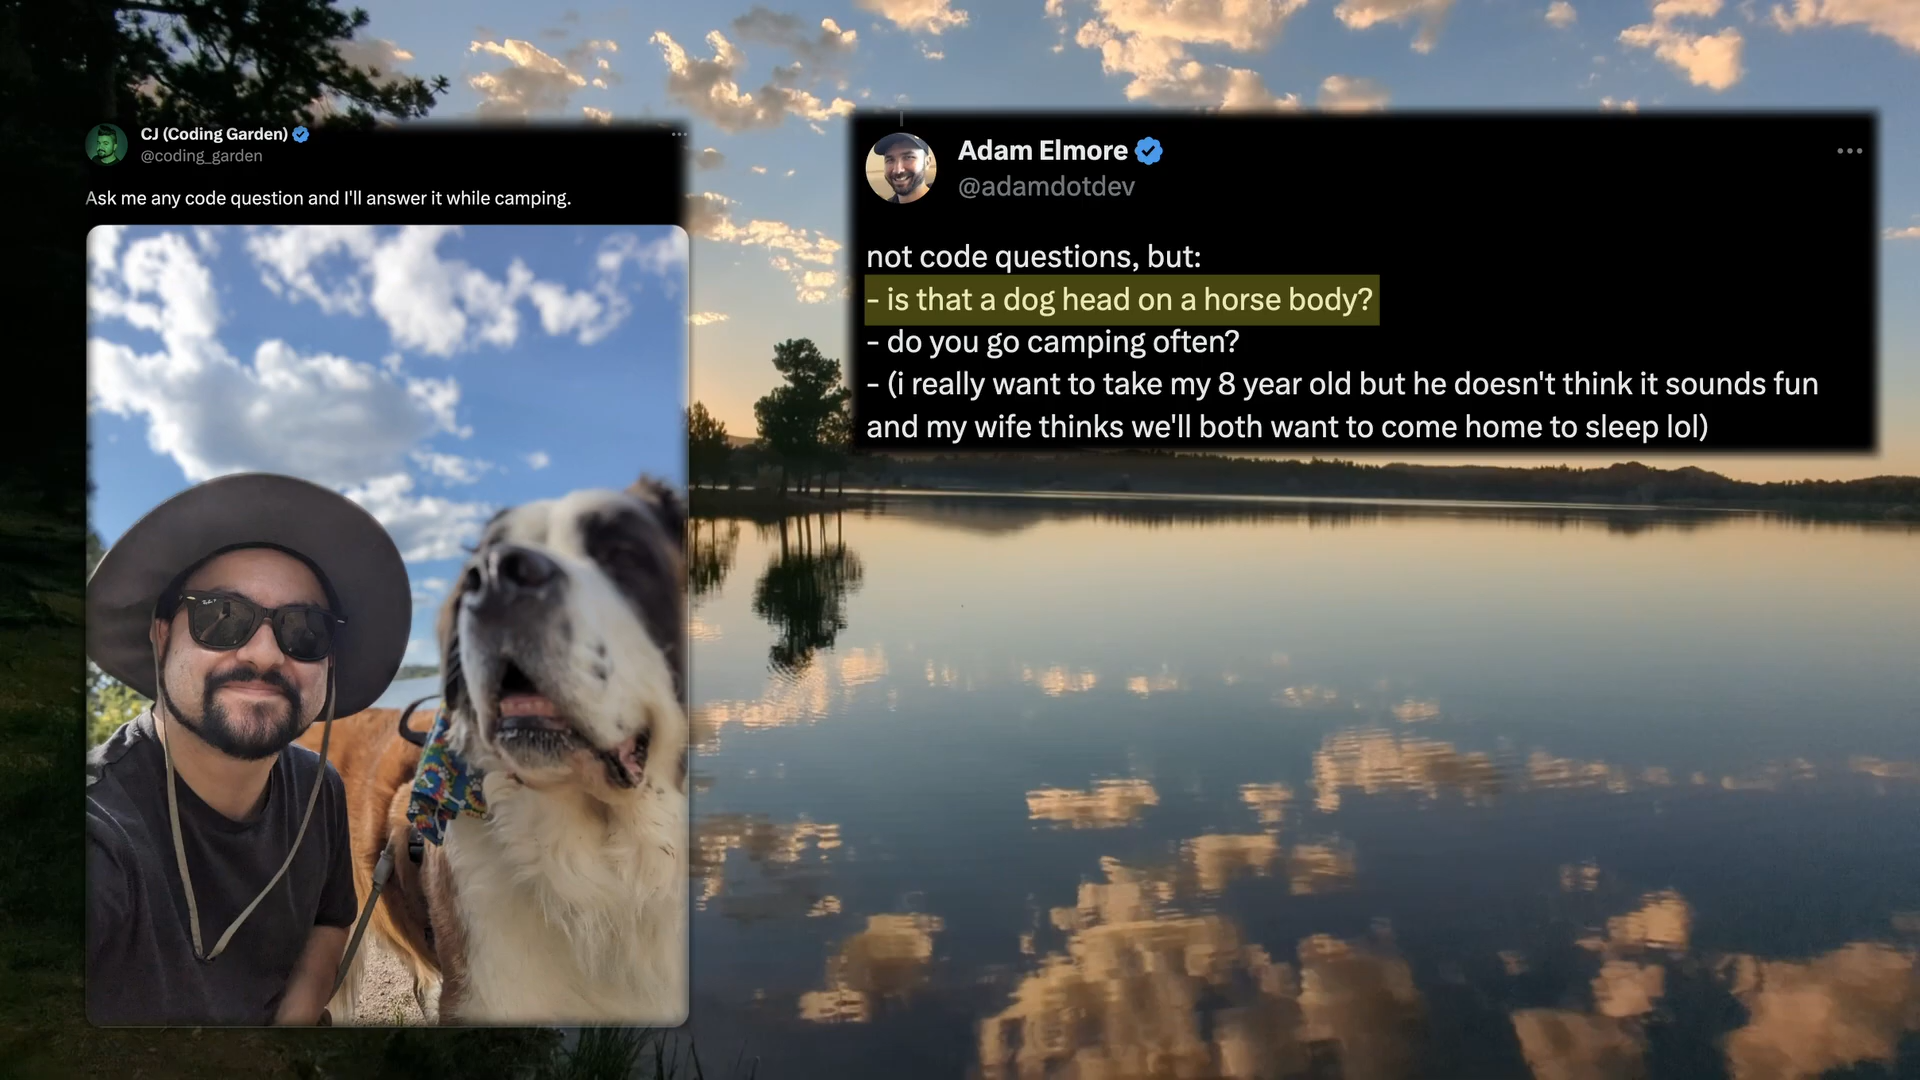 CJ (Coding Garden)
@coding_garden
Ask me any code question and I'll answer it while camping.
Adam Elmore
@adamdotdev
not code questions, but:
- is that a dog head on a horse body?
- do you go camping often?
- (i really want to take my 8 year old but he doesn't think it sounds fun
and my wife thinks we'll both want to come home to sleep lol)